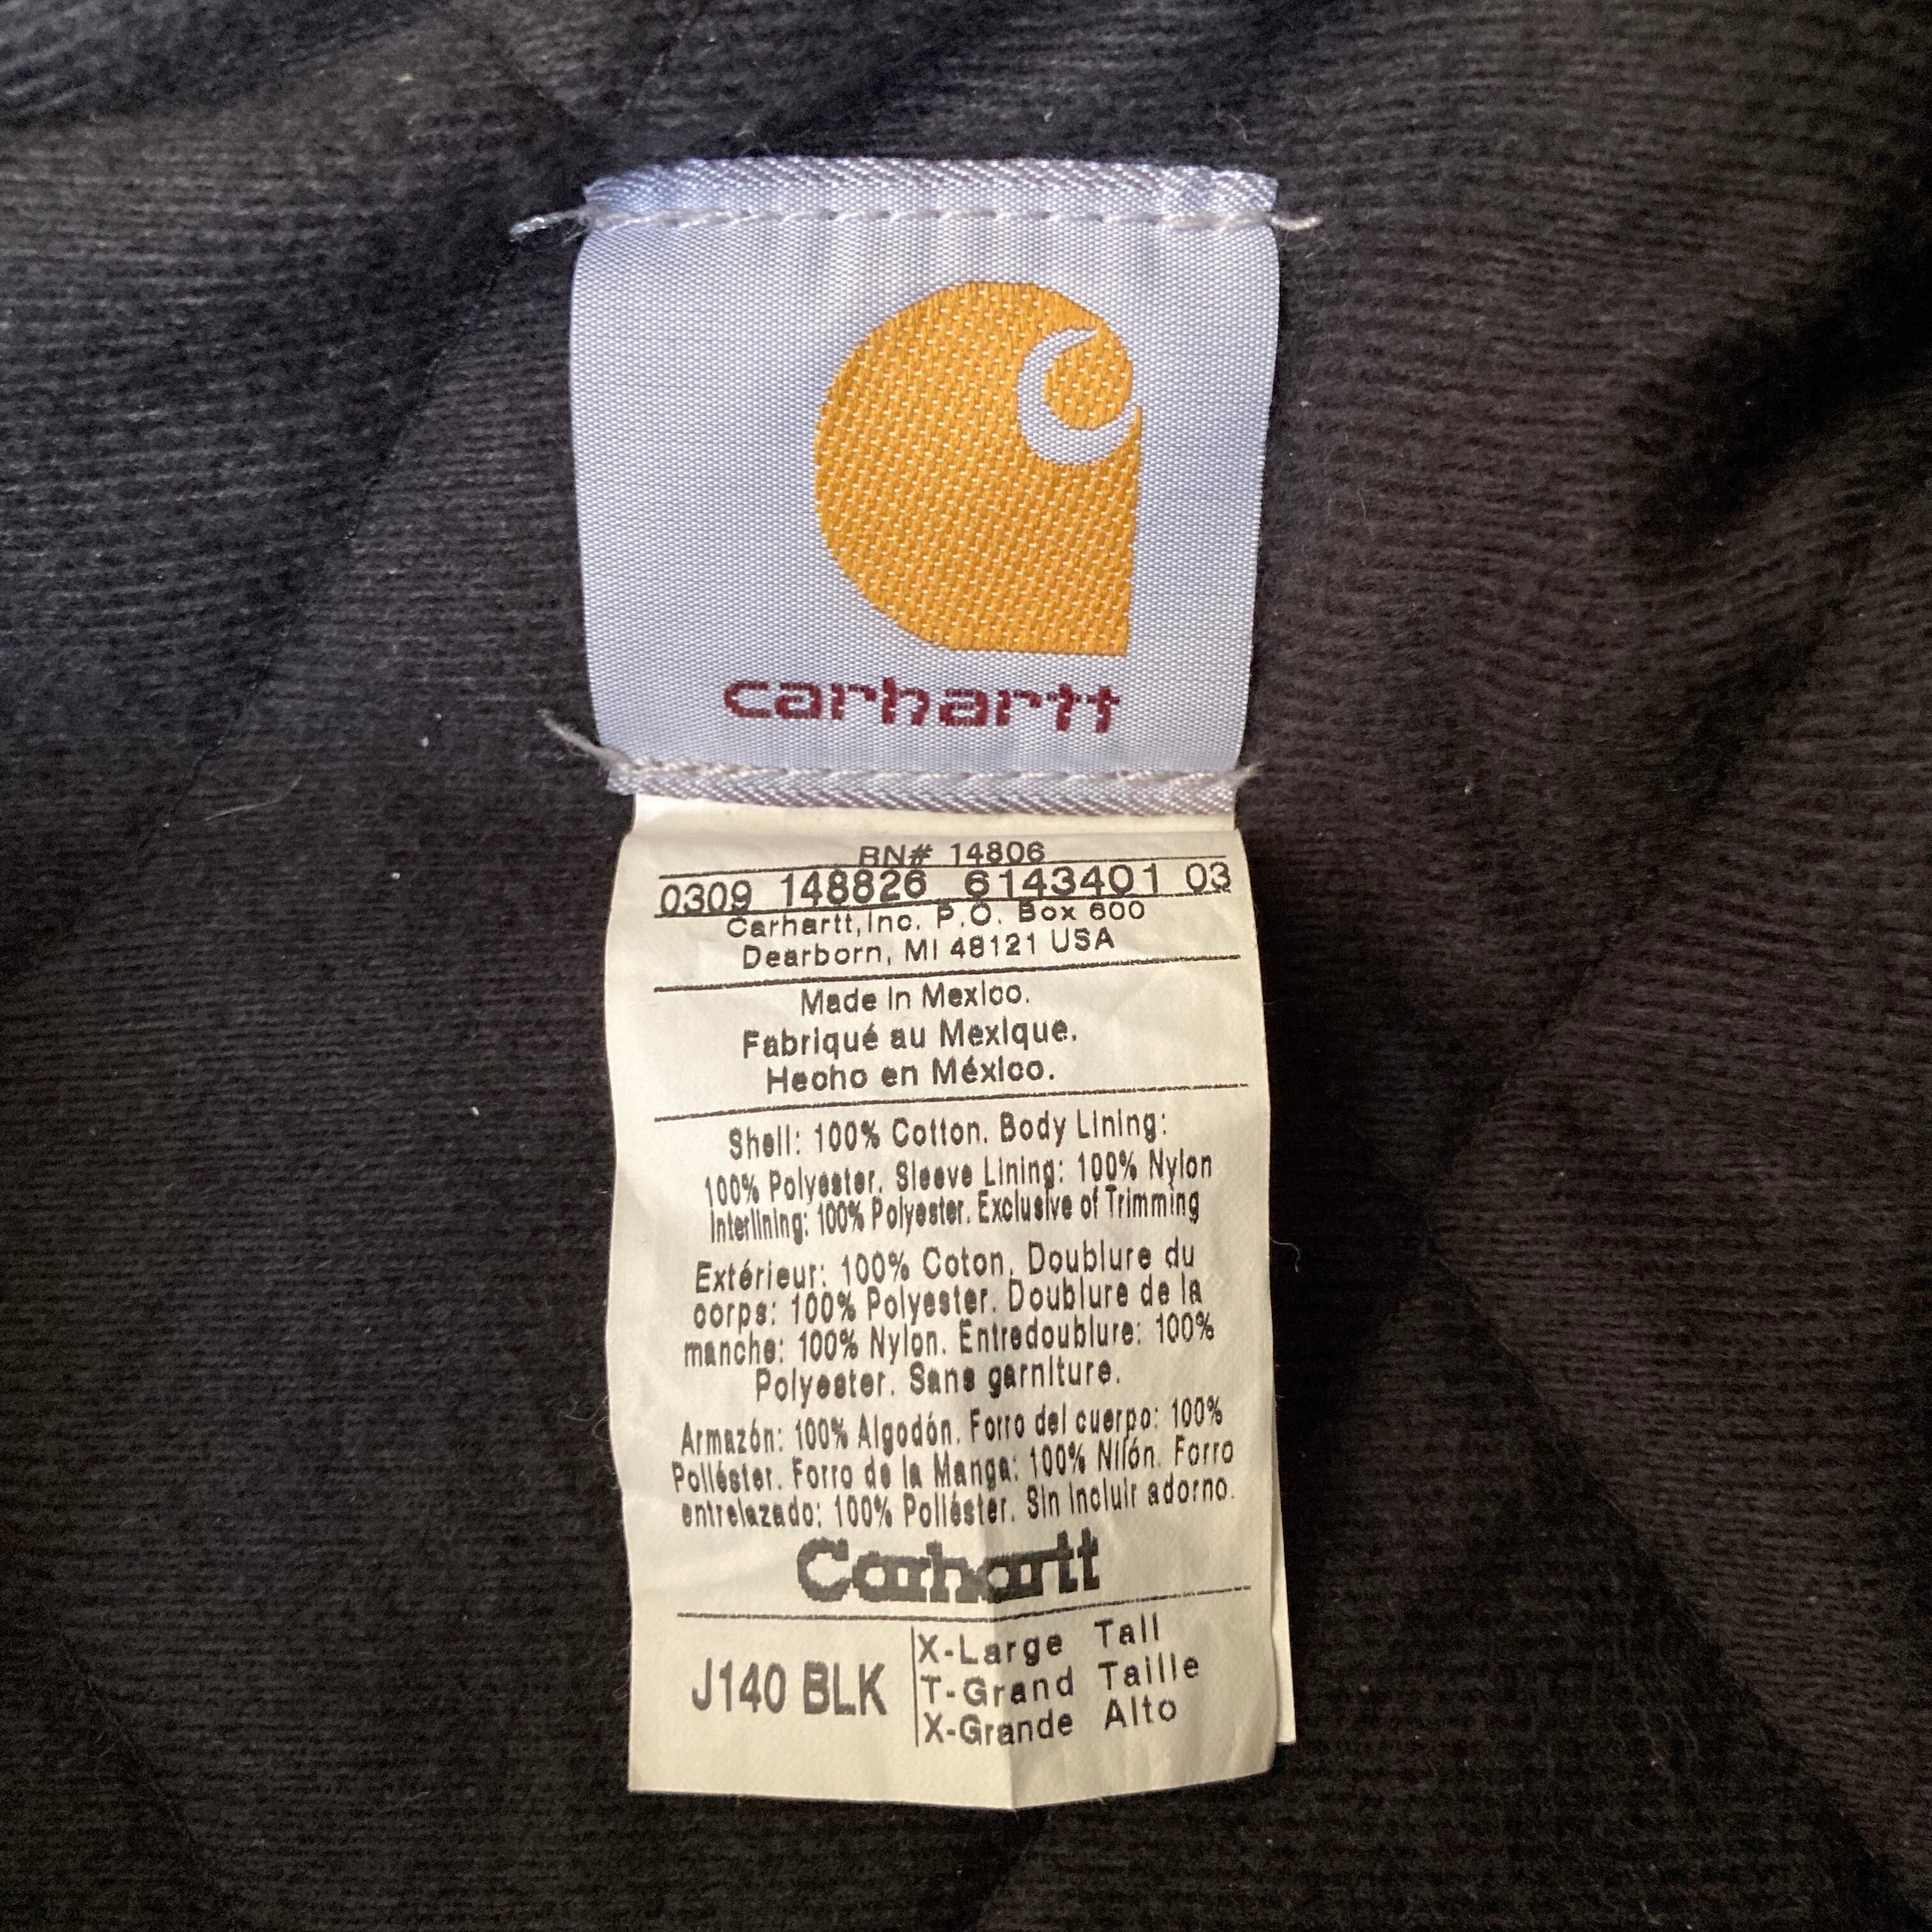 carhartt
RN# 14806
0309 148826 6143401 03
Carhartt,Inc. P.O. Box 600
Dearborn, MI 48121 USA
Made In Mexico.
Fabriqué au Mexique.
Hecho en México.
Shell: 100% Cotton. Body Lining:
100% Polyester. Sleeve Lining: 100% Nylon
Interlining: 100% Polyester. Exclusive of Trimming
Extérieur: 100% Coton. Doublure du
corps: 100% Polyester. Doublure de la
manche: 100% Nylon. Entredoublure: 100%
Polyester. Sans garniture.
Armazón: 100% Algodón. Forro del cuerpo: 100%
Poliéster. Forro de la Manga: 100% Nilón. Forro
entrelazado: 100% Poliéster. Sin incluir adorno.
Carhartt
J140 BLK
X-Large Tall
T-Grand Taille
X-Grande Alto